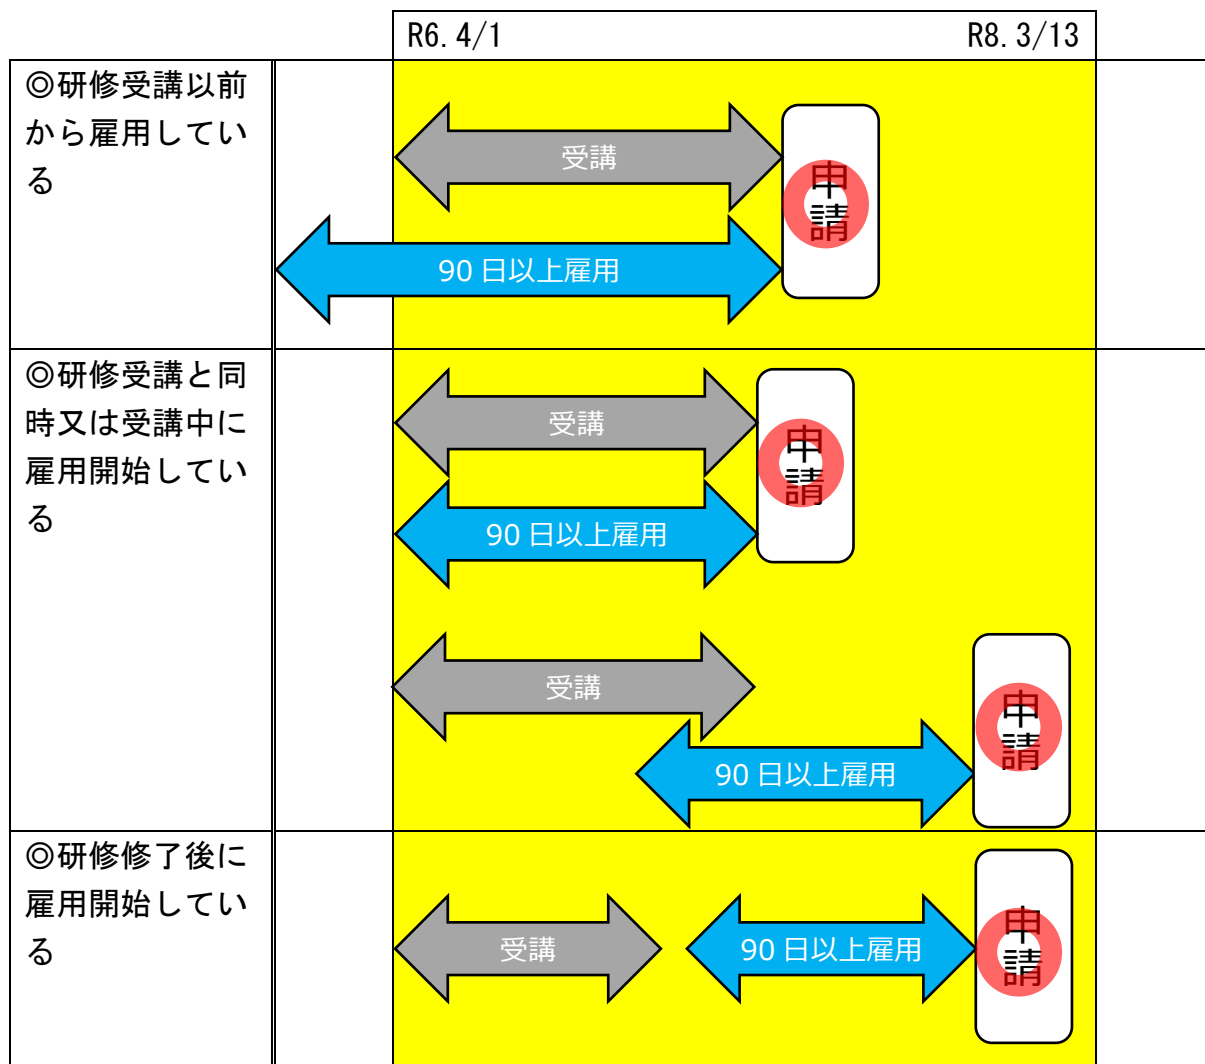 R6.4/1
R8.3/13
◎研修受講以前
から雇用してい
る
受講
90 日以上雇用
申請
◎研修受講と同
時又は受講中に
雇用開始してい
る
受講
90 日以上雇用
申請
受講
90 日以上雇用
申請
◎研修修了後に
雇用開始してい
る
受講
90 日以上雇用
申請